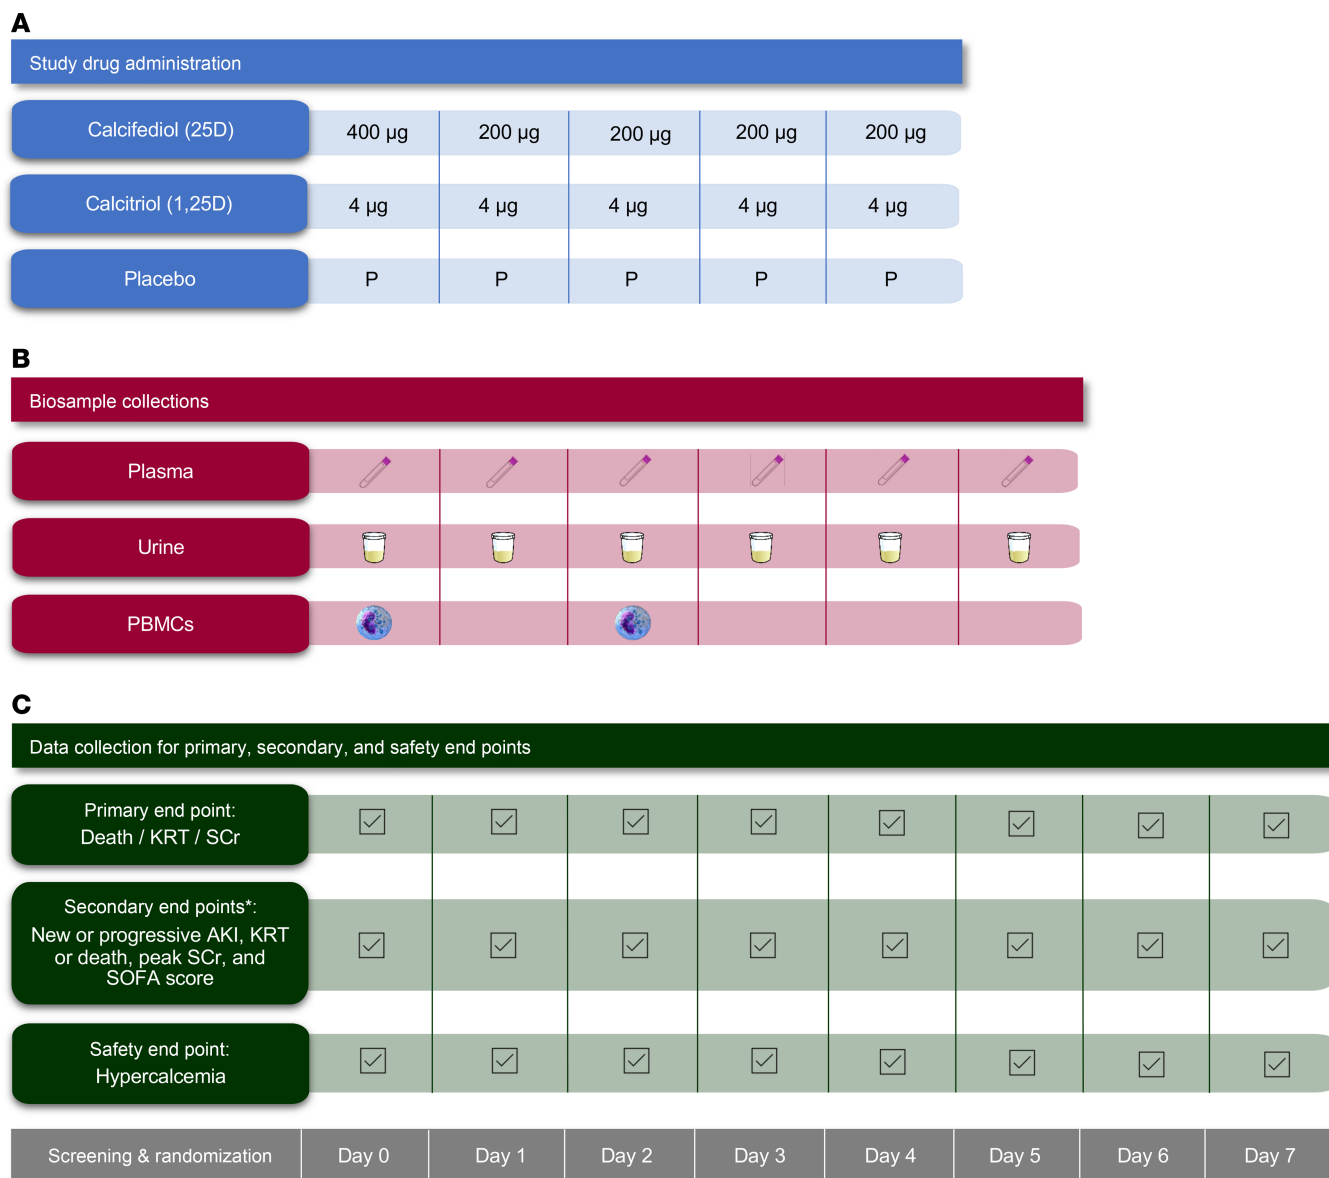 A
Study drug administration
Calcifediol (25D) 400 µg 200 µg 200 µg 200 µg 200 µg
Calcitriol (1,25D) 4 µg 4 µg 4 µg 4 µg 4 µg
Placebo P P P P P
B
Biosample collections
Plasma
Urine
PBMCs
C
Data collection for primary, secondary, and safety end points
Primary end point:
Death / KRT / SCr
Secondary end points*:
New or progressive AKI, KRT
or death, peak SCr, and
SOFA score
Safety end point:
Hypercalcemia
Screening & randomization Day 0 Day 1 Day 2 Day 3 Day 4 Day 5 Day 6 Day 7